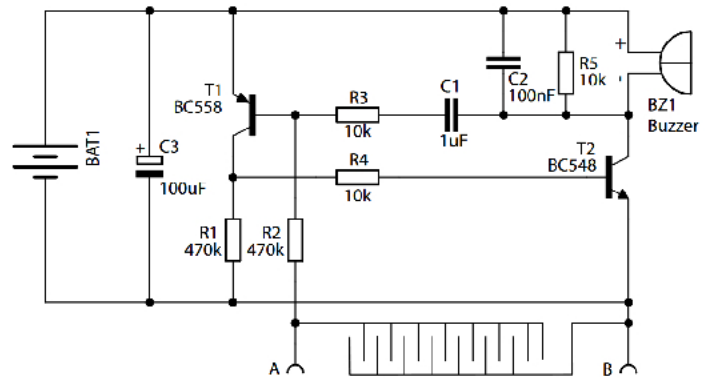 BAT1
+
C3
100uF
T1
BC558
R1
470k
R2
470k
R3
10k
R4
10k
C1
1uF
C2
100nF
R5
10k
+
-
BZ1
Buzzer
T2
BC548
A
B